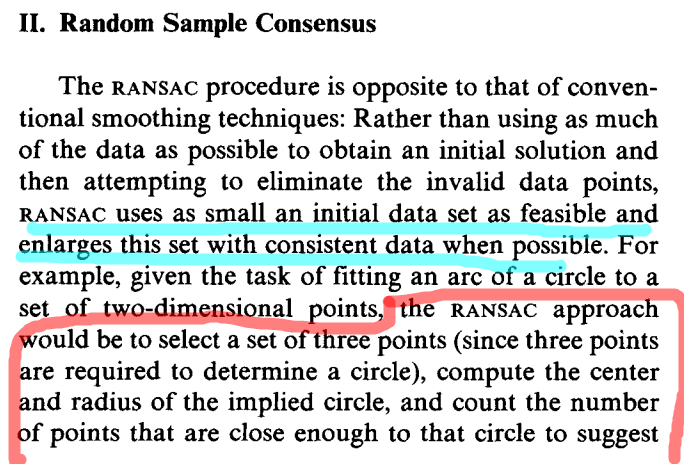 II. Random Sample Consensus
The RANSAC procedure is opposite to that of conven-
tional smoothing techniques: Rather than using as much
of the data as possible to obtain an initial solution and
then attempting to eliminate the invalid data points,
RANSAC uses as small an initial data set as feasible and
enlarges this set with consistent data when possible. For
example, given the task of fitting an arc of a circle to a
set of two-dimensional points, the RANSAC approach
would be to select a set of three points (since three points
are required to determine a circle), compute the center
and radius of the implied circle, and count the number
of points that are close enough to that circle to suggest